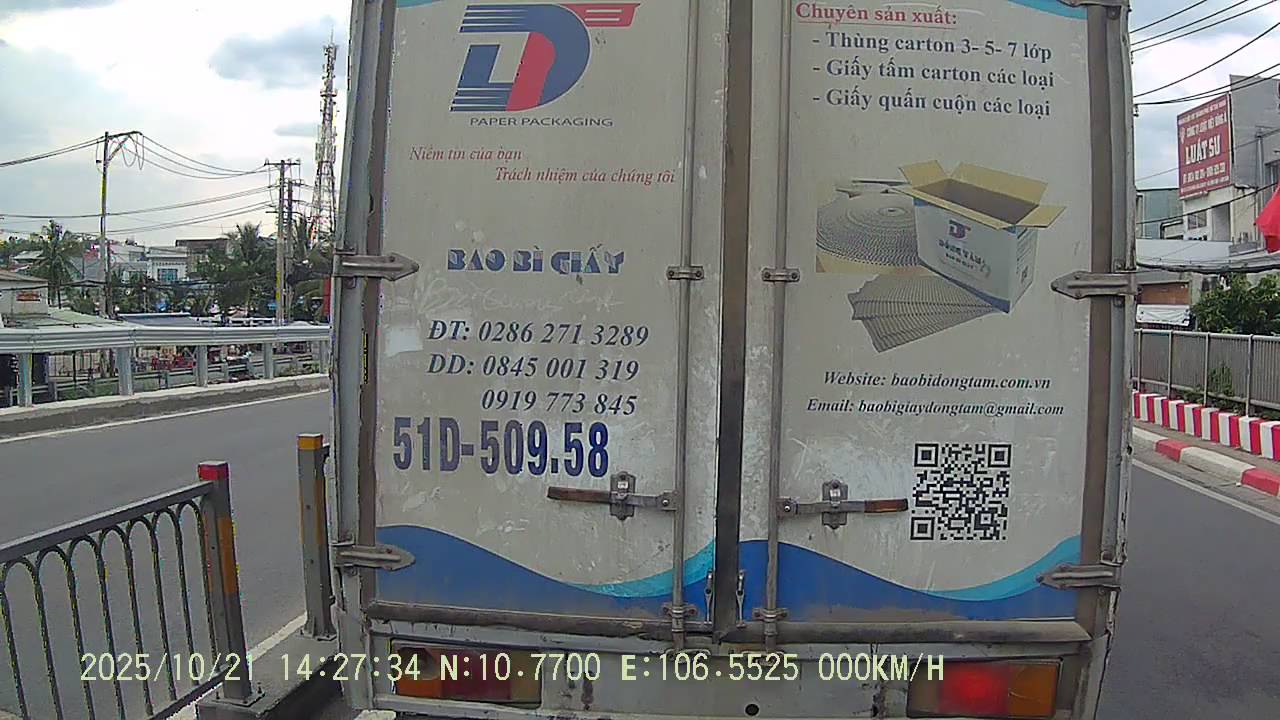 PAPER PACKAGING
Niềm tin của bạn
Trách nhiệm của chúng tôi
BAO BÌ GIẤY
ĐT: 0286 271 3289
DD: 0845 001 319
0919 773 845
51D-509.58
Chuyên sản xuất:
- Thùng carton 3- 5- 7 lớp
- Giấy tấm carton các loại
- Giấy quấn cuộn các loại
Website: baobidongtam.com.vn
Email: baobigiaydongtam@gmail.com
LUẬT SƯ
2025/10/21 14:27:34 N:10.7700 E:106.5525 000KM/H